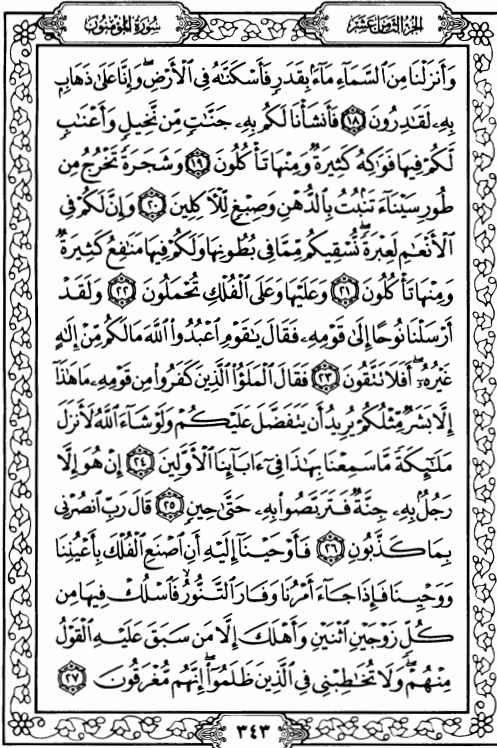 سورة المؤمنون الجزء الثامن عشر
وَأَنزَلْنَا مِنَ السَّمَاءِ مَاءً بِقَدَرٍ فَأَسْكَنَّاهُ فِي الْأَرْضِ وَإِنَّا عَلَىٰ ذَهَابٍ
بِهِ لَقَادِرُونَ ١٨ فَأَنشَأْنَا لَكُم بِهِ جَنَّاتٍ مِّن نَّخِيلٍ وَأَعْنَابٍ
لَّكُمْ فِيهَا فَوَاكِهُ كَثِيرَةٌ وَمِنْهَا تَأْكُلُونَ ١٩ وَشَجَرَةً تَخْرُجُ مِن
طُورِ سَيْنَاءَ تَنبُتُ بِالدُّهْنِ وَصِبْغٍ لِّلْآكِلِينَ ٢٠ وَإِنَّ لَكُمْ فِي
الْأَنْعَامِ لَعِبْرَةً نُّسْقِيكُم مِّمَّا فِي بُطُونِهَا وَلَكُمْ فِيهَا مَنَافِعُ كَثِيرَةٌ
وَمِنْهَا تَأْكُلُونَ ٢١ وَعَلَيْهَا وَعَلَى الْفُلْكِ تُحْمَلُونَ ٢٢ وَلَقَدْ
أَرْسَلْنَا نُوحًا إِلَىٰ قَوْمِهِ فَقَالَ يَا قَوْمِ اعْبُدُوا اللَّهَ مَا لَكُم مِّنْ إِلَٰهٍ
غَيْرُهُ أَفَلَا تَتَّقُونَ ٢٣ فَقَالَ الْمَلَؤُا الَّذِينَ كَفَرُوا مِن قَوْمِهِ مَا هَٰذَا
إِلَّا بَشَرٌ مِّثْلُكُمْ يُرِيدُ أَن يَتَفَضَّلَ عَلَيْكُمْ وَلَوْ شَاءَ اللَّهُ لَأَنزَلَ
مَلَائِكَةً مَّا سَمِعْنَا بِهَٰذَا فِي آبَائِنَا الْأَوَّلِينَ ٢٤ إِنْ هُوَ إِلَّا
رَجُلٌ بِهِ جِنَّةٌ فَتَرَبَّصُوا بِهِ حَتَّىٰ حِينٍ ٢٥ قَالَ رَبِّ انصُرْنِي
بِمَا كَذَّبُونِ ٢٦ فَأَوْحَيْنَا إِلَيْهِ أَنِ اصْنَعِ الْفُلْكَ بِأَعْيُنِنَا
وَوَحْيِنَا فَإِذَا جَاءَ أَمْرُنَا وَفَارَ التَّنُّورُ فَاسْلُكْ فِيهَا مِن
كُلٍّ زَوْجَيْنِ اثْنَيْنِ وَأَهْلَكَ إِلَّا مَن سَبَقَ عَلَيْهِ الْقَوْلُ
مِنْهُمْ وَلَا تُخَاطِبْنِي فِي الَّذِينَ ظَلَمُوا إِنَّهُم مُّغْرَقُونَ ٢٧
٣٤٣